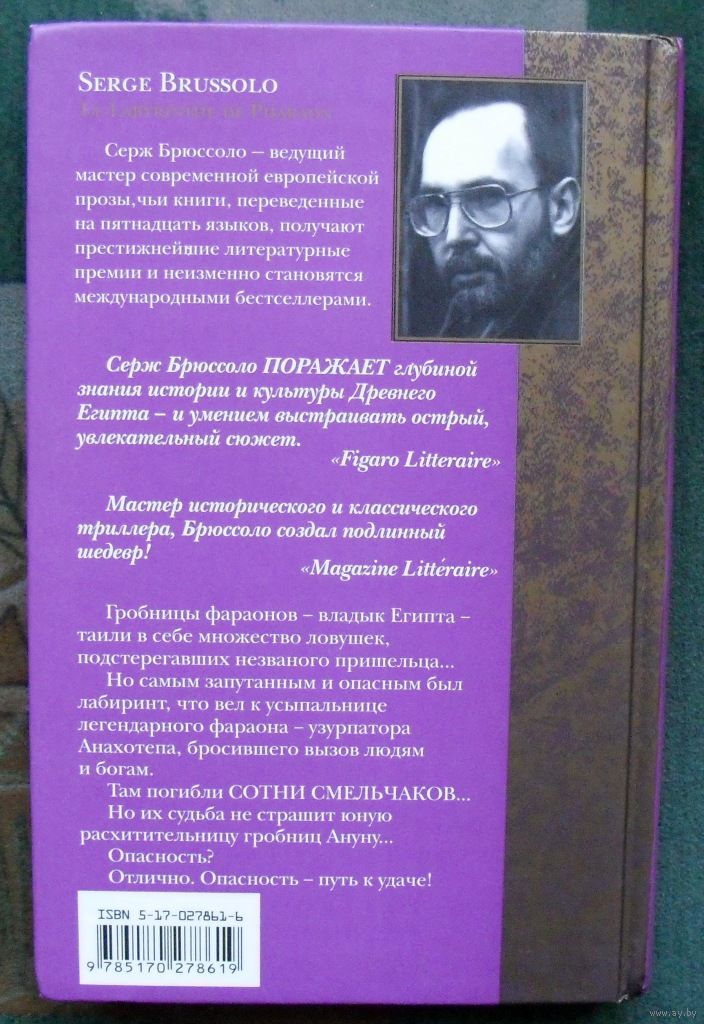 SERGE BRUSSOLO
LE LABYRINTHE DE PHARAON
Серж Брюссоло – ведущий
мастер современной европейской
прозы,чьи книги, переведенные
на пятнадцать языков, получают
престижнейшие литературные
премии и неизменно становятся
международными бестселлерами.
Серж Брюссоло ПОРАЖАЕТ глубиной
знания истории и культуры Древнего
Египта – и умением выстраивать острый,
увлекательный сюжет.
«Figaro Litteraire»
Мастер исторического и классического
триллера, Брюссоло создал подлинный
шедевр!
«Magazine Littéraire»
Гробницы фараонов – владык Египта –
таили в себе множество ловушек,
подстерегавших незваного пришельца...
Но самым запутанным и опасным был
лабиринт, что вел к усыпальнице
легендарного фараона – узурпатора
Анахотепа, бросившего вызов людям
и богам.
Там погибли СОТНИ СМЕЛЬЧАКОВ...
Но их судьба не страшит юную
расхитительницу гробниц Ануну...
Опасность?
Отлично. Опасность – путь к удаче!
ISBN 5-17-027861-6
9 785170 278619
www.ay.by